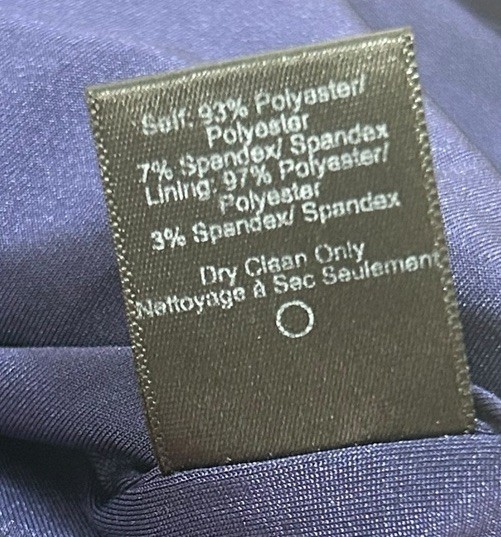 Self: 93% Polyester/
Polyester
7% Spandex/ Spandex
Lining: 97% Polyester/
Polyester
3% Spandex/ Spandex
Dry Clean Only
Nettoyage à Sec Seulement